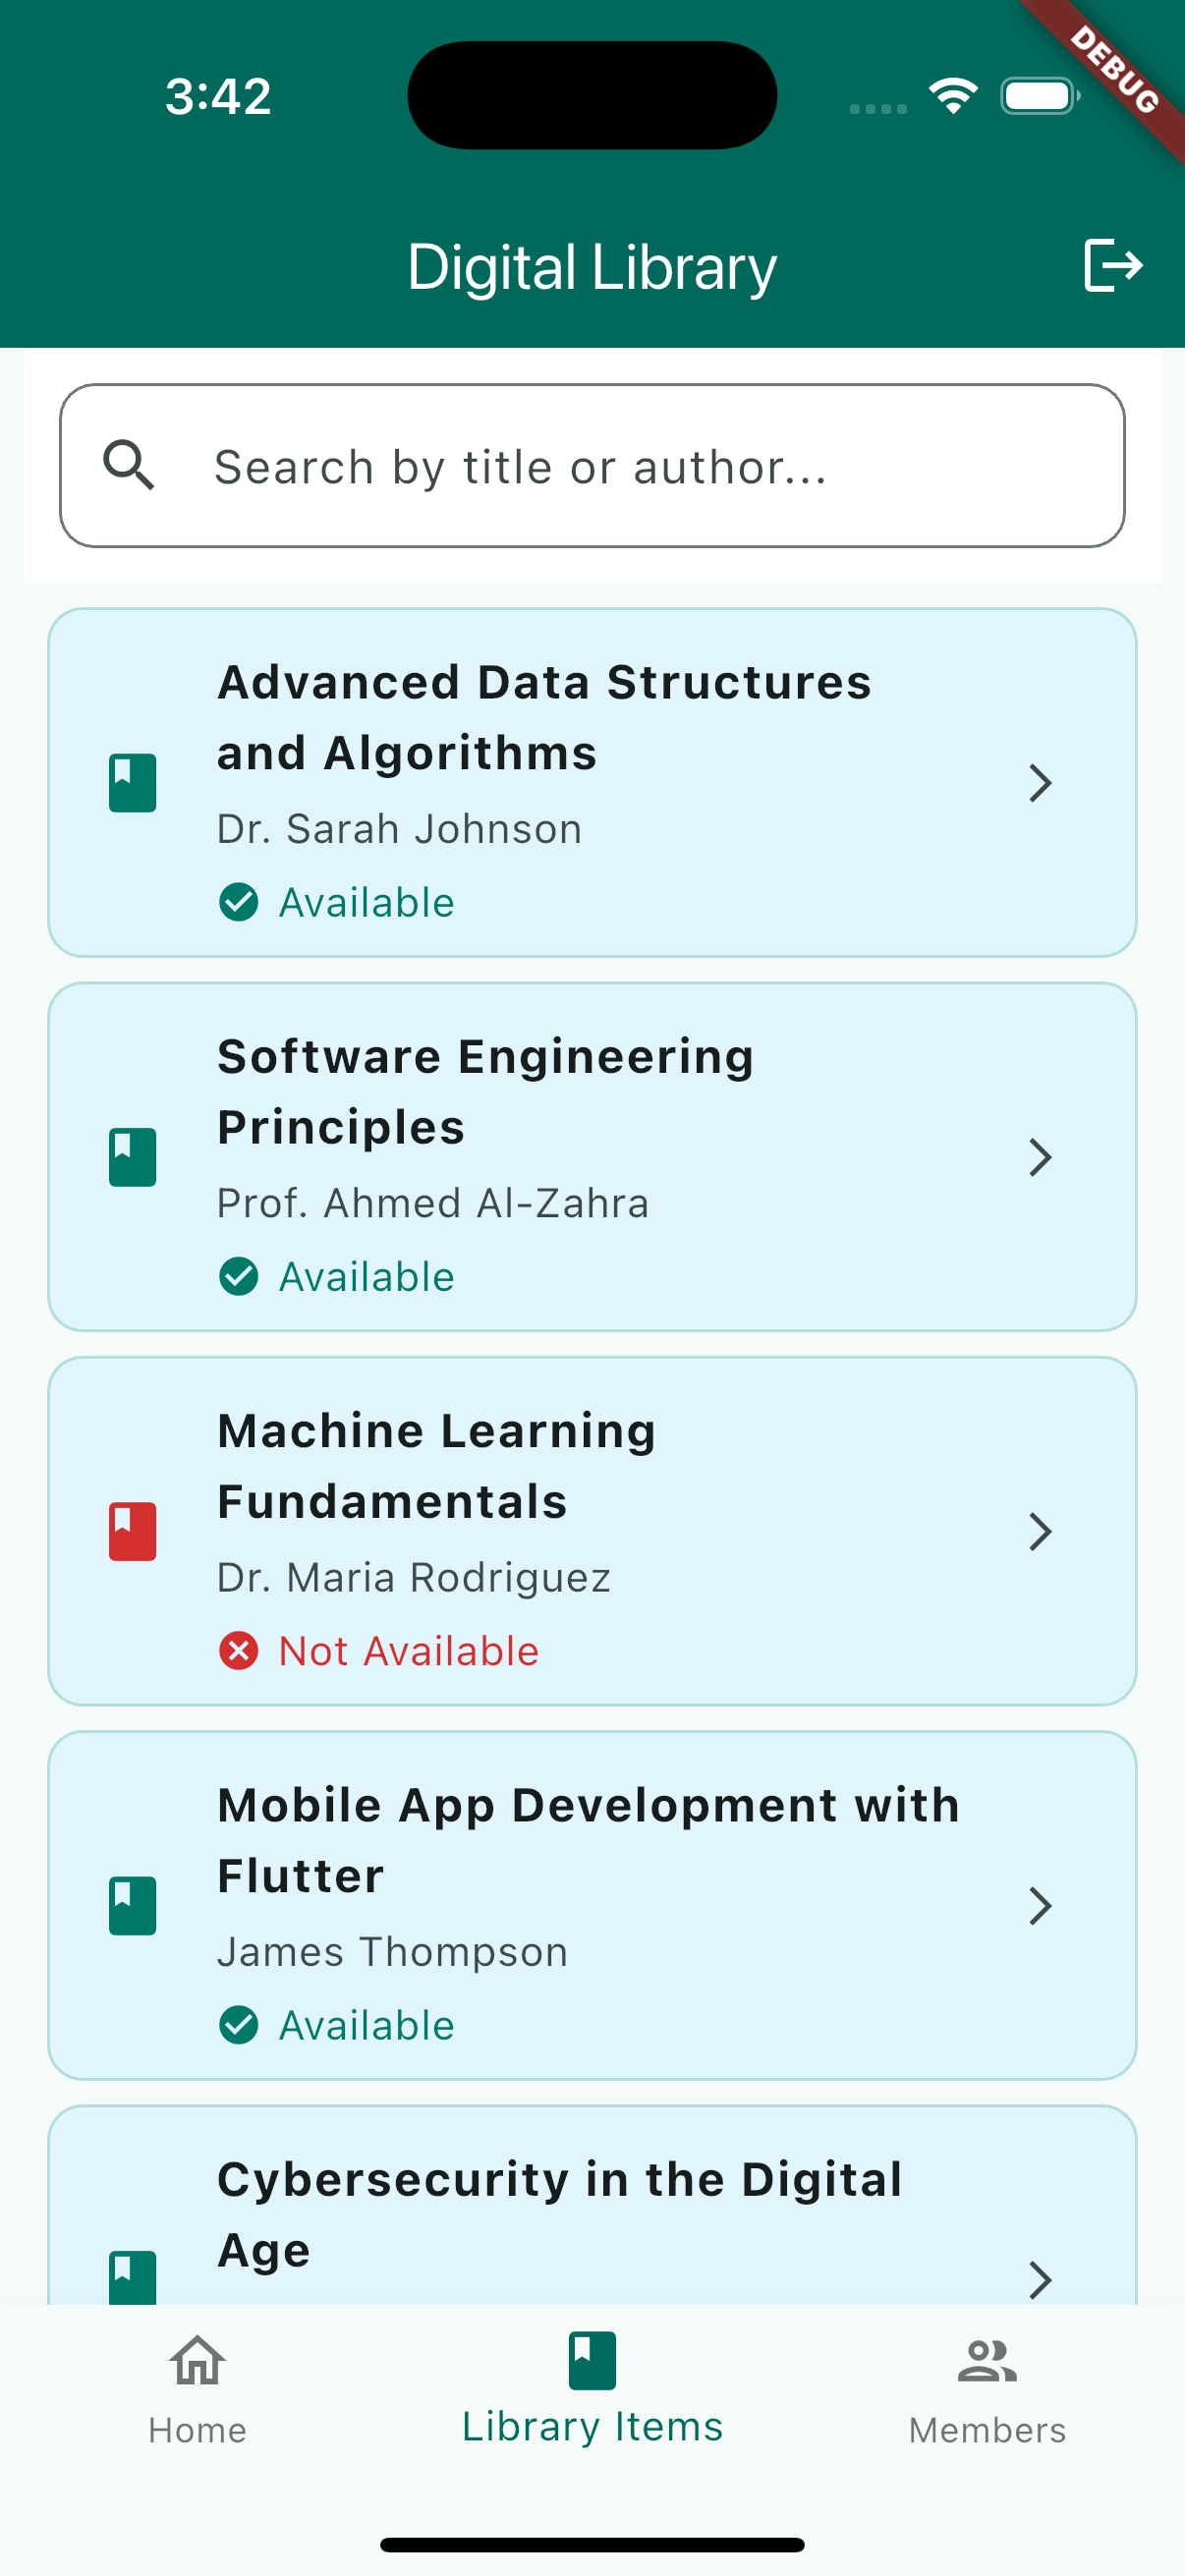 3:42
DEBUG
Digital Library
Search by title or author...
Advanced Data Structures
and Algorithms
Dr. Sarah Johnson
Available
Software Engineering
Principles
Prof. Ahmed Al-Zahra
Available
Machine Learning
Fundamentals
Dr. Maria Rodriguez
Not Available
Mobile App Development with
Flutter
James Thompson
Available
Cybersecurity in the Digital
Age
Home
Library Items
Members